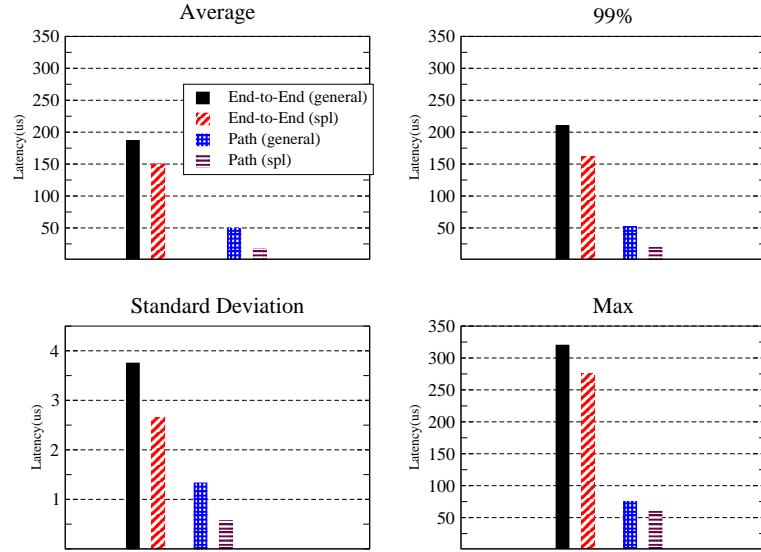 Average
99%
350
300
250
200
150
100
50
Latency(us)
End-to-End (general)
End-to-End (spl)
Path (general)
Path (spl)
350
300
250
200
150
100
50
Latency(us)
Standard Deviation
Max
4
3
2
1
Latency(us)
350
300
250
200
150
100
50
Latency(us)